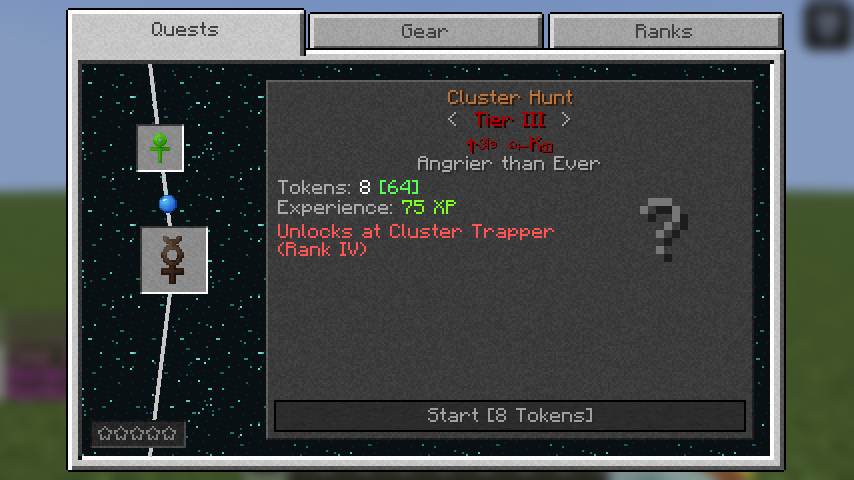 Quests
Gear
Ranks
Cluster Hunt
< Tier III >
Angrier than Ever
Tokens: 8 [64]
Experience: 75 XP
Unlocks at Cluster Trapper
(Rank IV)
?
Start [8 Tokens]